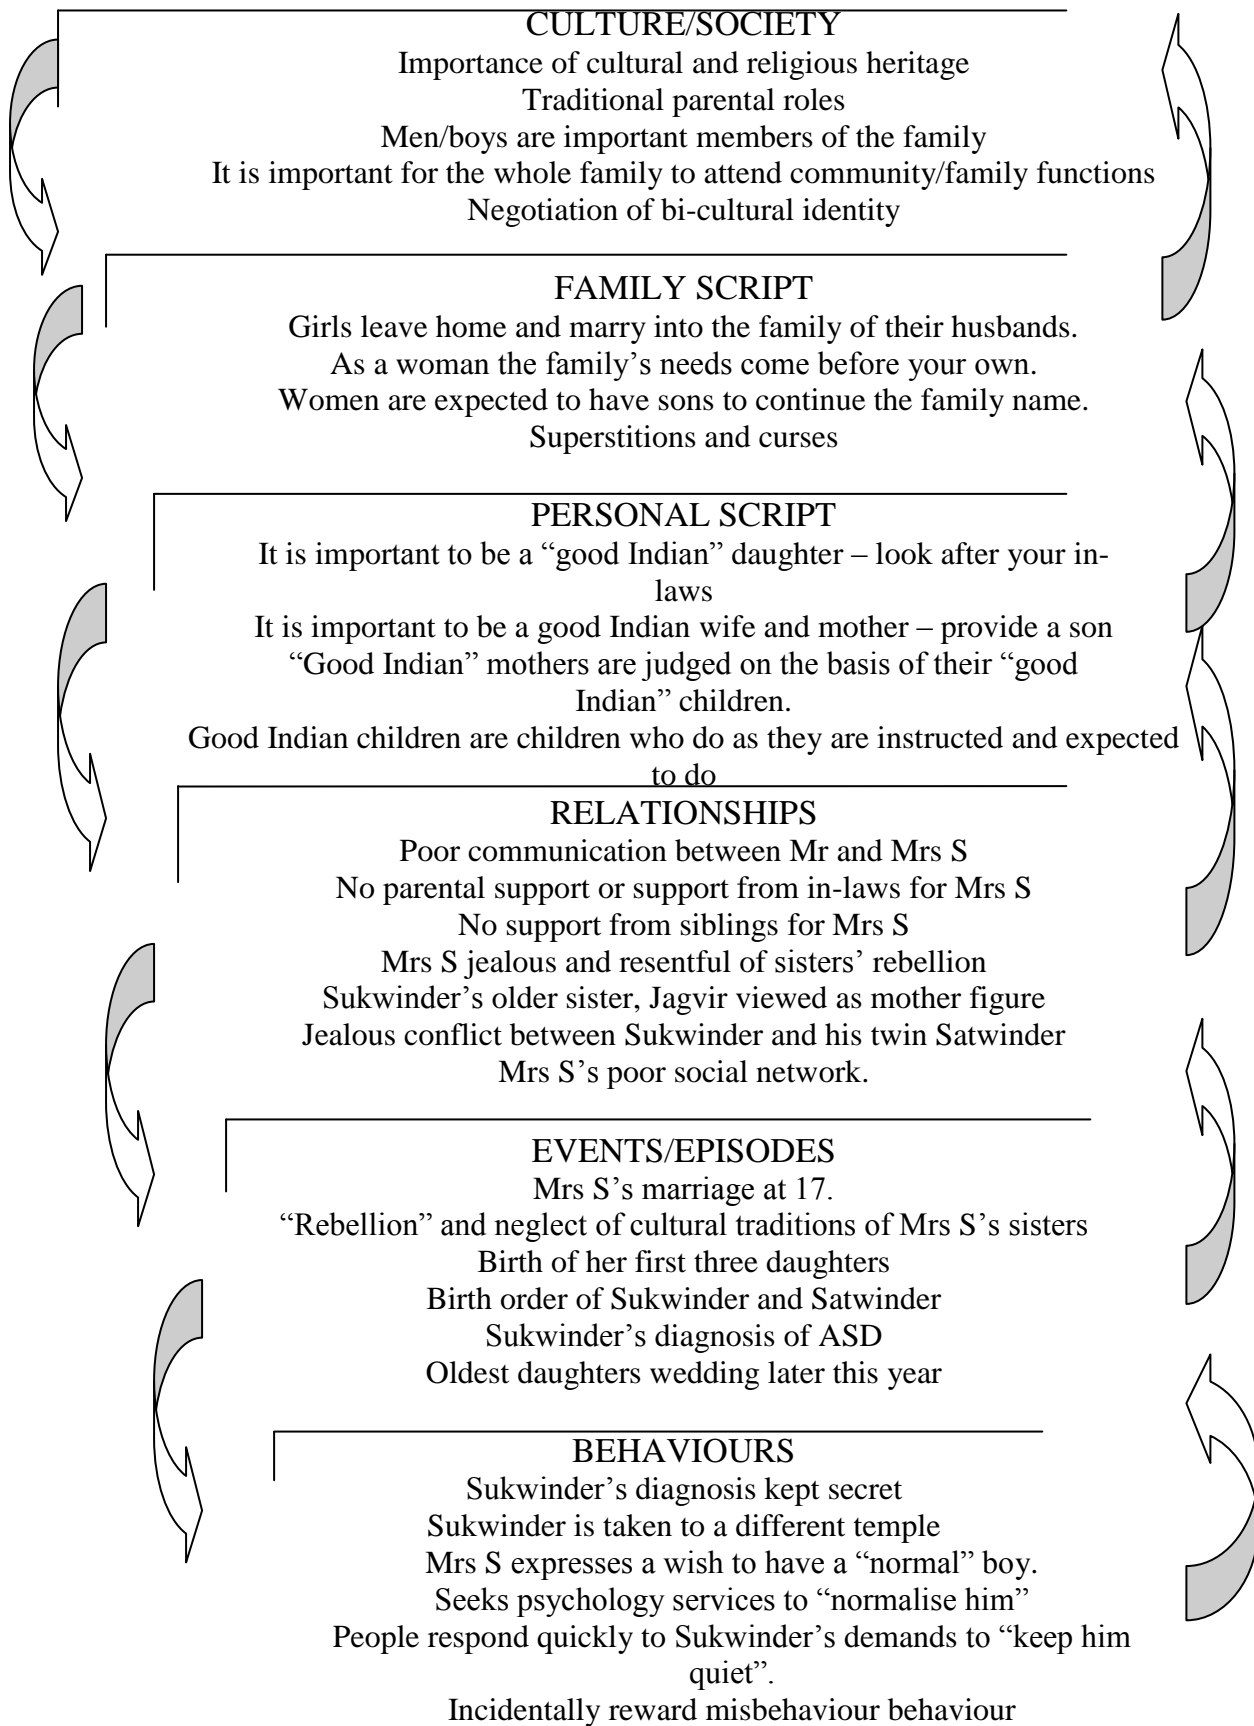 CULTURE/SOCIETY
Importance of cultural and religious heritage
Traditional parental roles
Men/boys are important members of the family
It is important for the whole family to attend community/family functions
Negotiation of bi-cultural identity
FAMILY SCRIPT
Girls leave home and marry into the family of their husbands.
As a woman the family’s needs come before your own.
Women are expected to have sons to continue the family name.
Superstitions and curses
PERSONAL SCRIPT
It is important to be a “good Indian” daughter – look after your in-
laws
It is important to be a good Indian wife and mother – provide a son
“Good Indian” mothers are judged on the basis of their “good
Indian” children.
Good Indian children are children who do as they are instructed and expected
to do
RELATIONSHIPS
Poor communication between Mr and Mrs S
No parental support or support from in-laws for Mrs S
No support from siblings for Mrs S
Mrs S jealous and resentful of sisters’ rebellion
Sukwinder’s older sister, Jagvir viewed as mother figure
Jealous conflict between Sukwinder and his twin Satwinder
Mrs S’s poor social network.
EVENTS/EPISODES
Mrs S’s marriage at 17.
“Rebellion” and neglect of cultural traditions of Mrs S’s sisters
Birth of her first three daughters
Birth order of Sukwinder and Satwinder
Sukwinder’s diagnosis of ASD
Oldest daughters wedding later this year
BEHAVIOURS
Sukwinder’s diagnosis kept secret
Sukwinder is taken to a different temple
Mrs S expresses a wish to have a “normal” boy.
Seeks psychology services to “normalise him”
People respond quickly to Sukwinder’s demands to “keep him
quiet”.
Incidentally reward misbehaviour behaviour